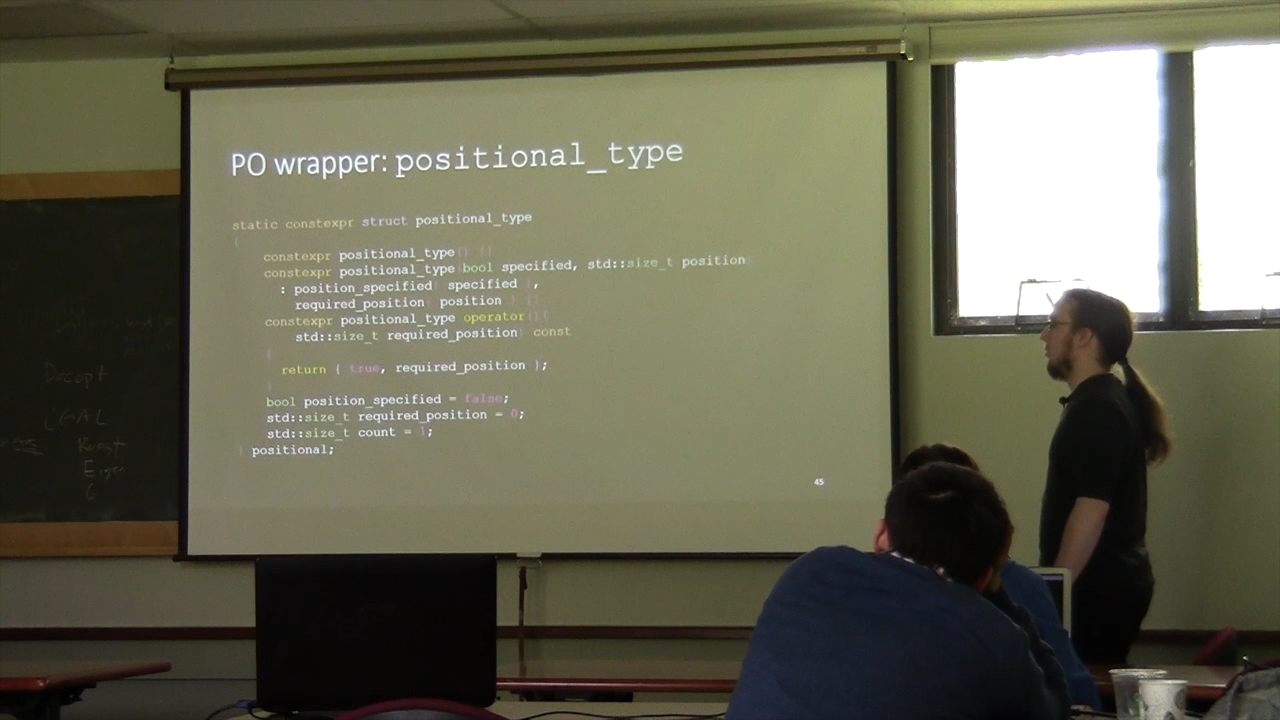 PO wrapper: positional_type
static constexpr struct positional_type
{
constexpr positional_type() {}
constexpr positional_type(bool specified, std::size_t position)
: position_specified( specified ),
required_position( position ) {}
constexpr positional_type operator()(
std::size_t required_position) const
{
return { true, required_position };
}
bool position_specified = false;
std::size_t required_position = 0;
std::size_t count = 1;
} positional;
45
Docopt
Rust
Eigen
C